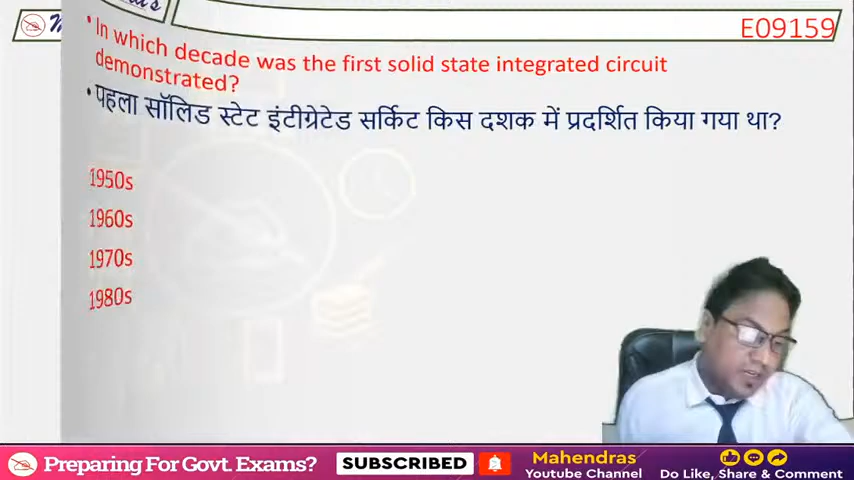 E09159
• In which decade was the first solid state integrated circuit
demonstrated?
• पहला सॉलिड स्टेट इंटीग्रेटेड सर्किट किस दशक में प्रदर्शित किया गया था?
1950s
1960s
1970s
1980s
Preparing For Govt. Exams?
SUBSCRIBED
Mahendras
Youtube Channel
Do Like, Share & Comment